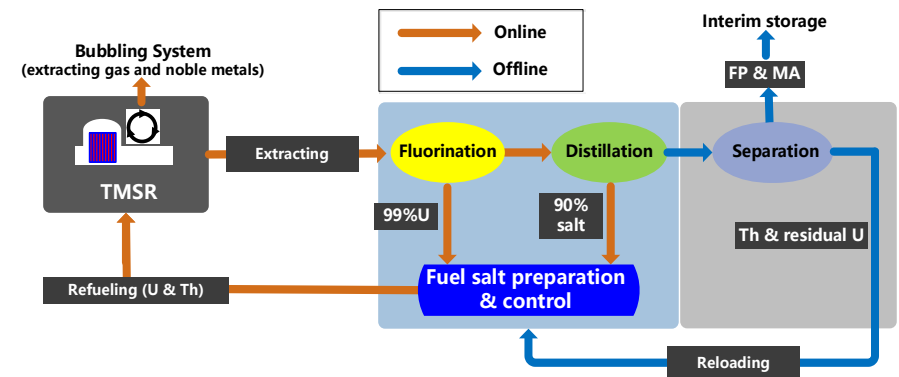 Bubbling System
(extracting gas and noble metals)
Online
Offline
Interim storage
FP & MA
TMSR
Extracting
Fluorination
Distillation
Separation
99%U
90%
salt
Th & residual U
Fuel salt preparation
& control
Refueling (U & Th)
Reloading